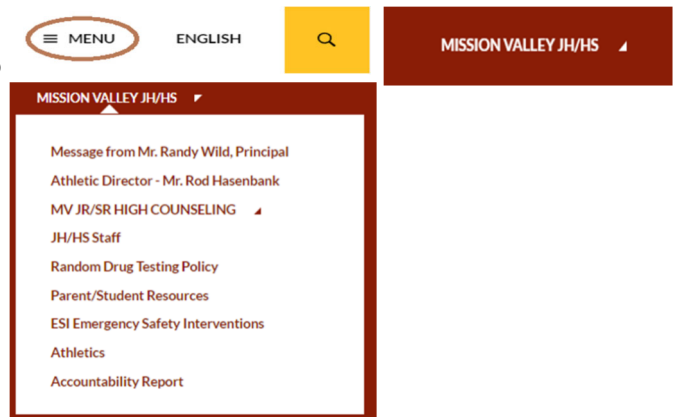 MENU ENGLISH
MISSION VALLEY JH/HS
MISSION VALLEY JH/HS
Message from Mr. Randy Wild, Principal
Athletic Director - Mr. Rod Hasenbank
MV JR/SR HIGH COUNSELING
JH/HS Staff
Random Drug Testing Policy
Parent/Student Resources
ESI Emergency Safety Interventions
Athletics
Accountability Report